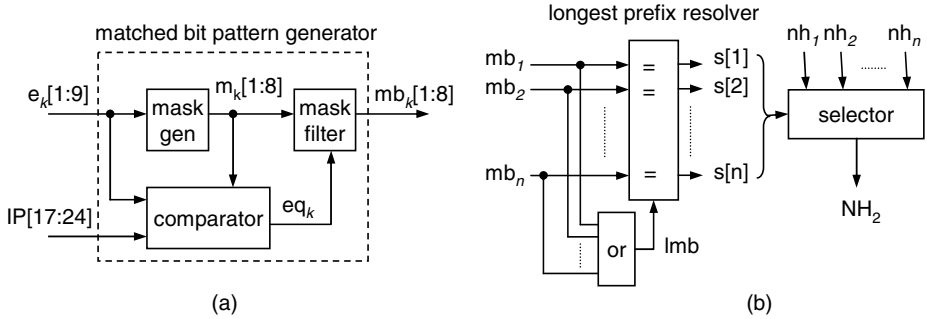 matched bit pattern generator
e_k[1:9]
mask gen
m_k[1:8]
mask filter
mb_k[1:8]
IP[17:24]
comparator
eq_k
(a)
longest prefix resolver
mb_1
mb_2
mb_n
=
=
=
or
lmb
s[1]
s[2]
s[n]
nh_1 nh_2 ........ nh_n
selector
NH_2
(b)